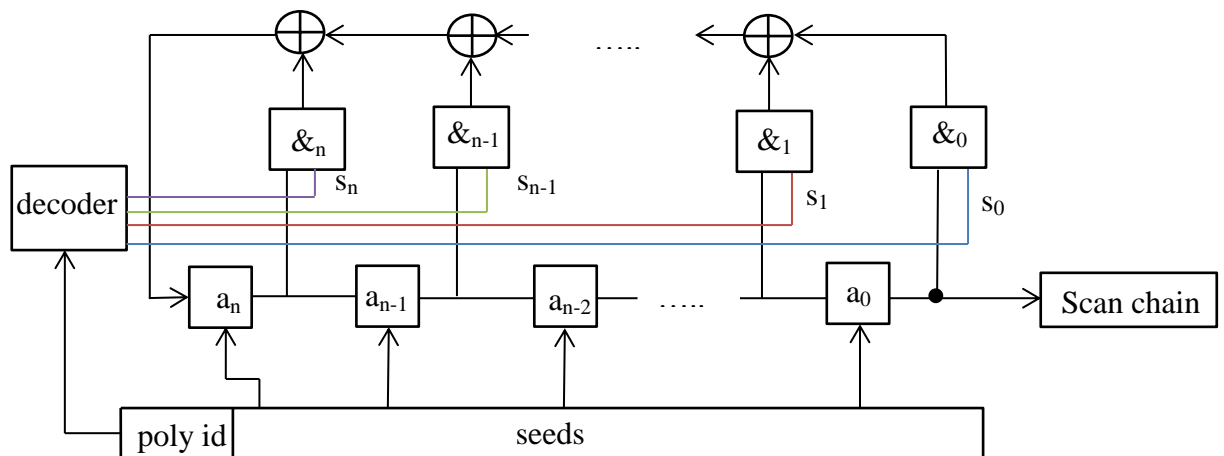 .....
&n &n-1 &1 &0
decoder sn sn-1 s1 s0
an an-1 an-2 ..... a0 Scan chain
poly id seeds